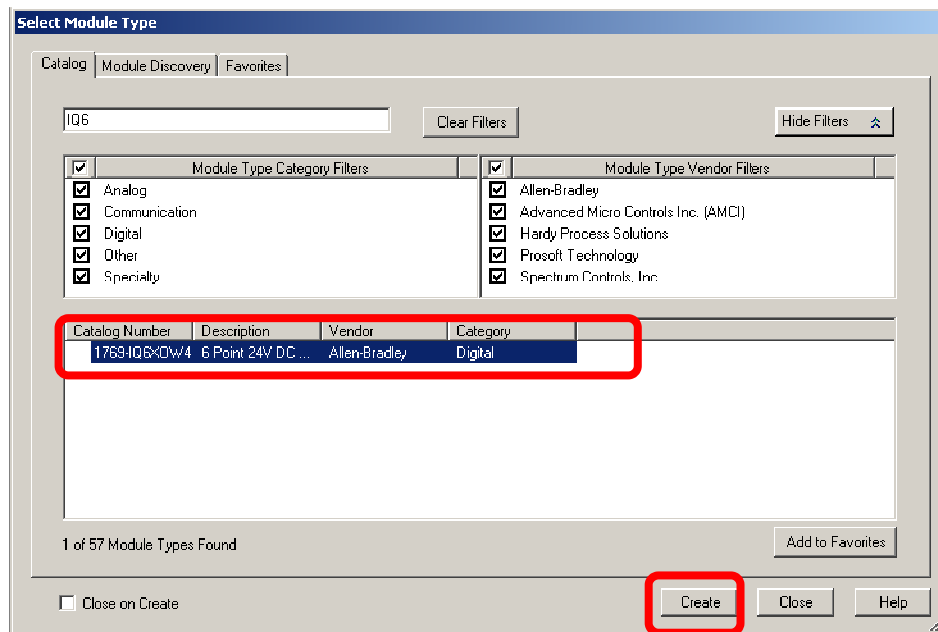 Select Module Type
Catalog Module Discovery Favorites
IQ6 Clear Filters Hide Filters
Module Type Category Filters Module Type Vendor Filters
Analog Allen-Bradley
Communication Advanced Micro Controls Inc. (AMCI)
Digital Hardy Process Solutions
Other Prosoft Technology
Specialty Spectrum Controls, Inc
Catalog Number Description Vendor Category
1769-IQ6XOW4 6 Point 24V DC ... Allen-Bradley Digital
1 of 57 Module Types Found Add to Favorites
Close on Create Create Close Help